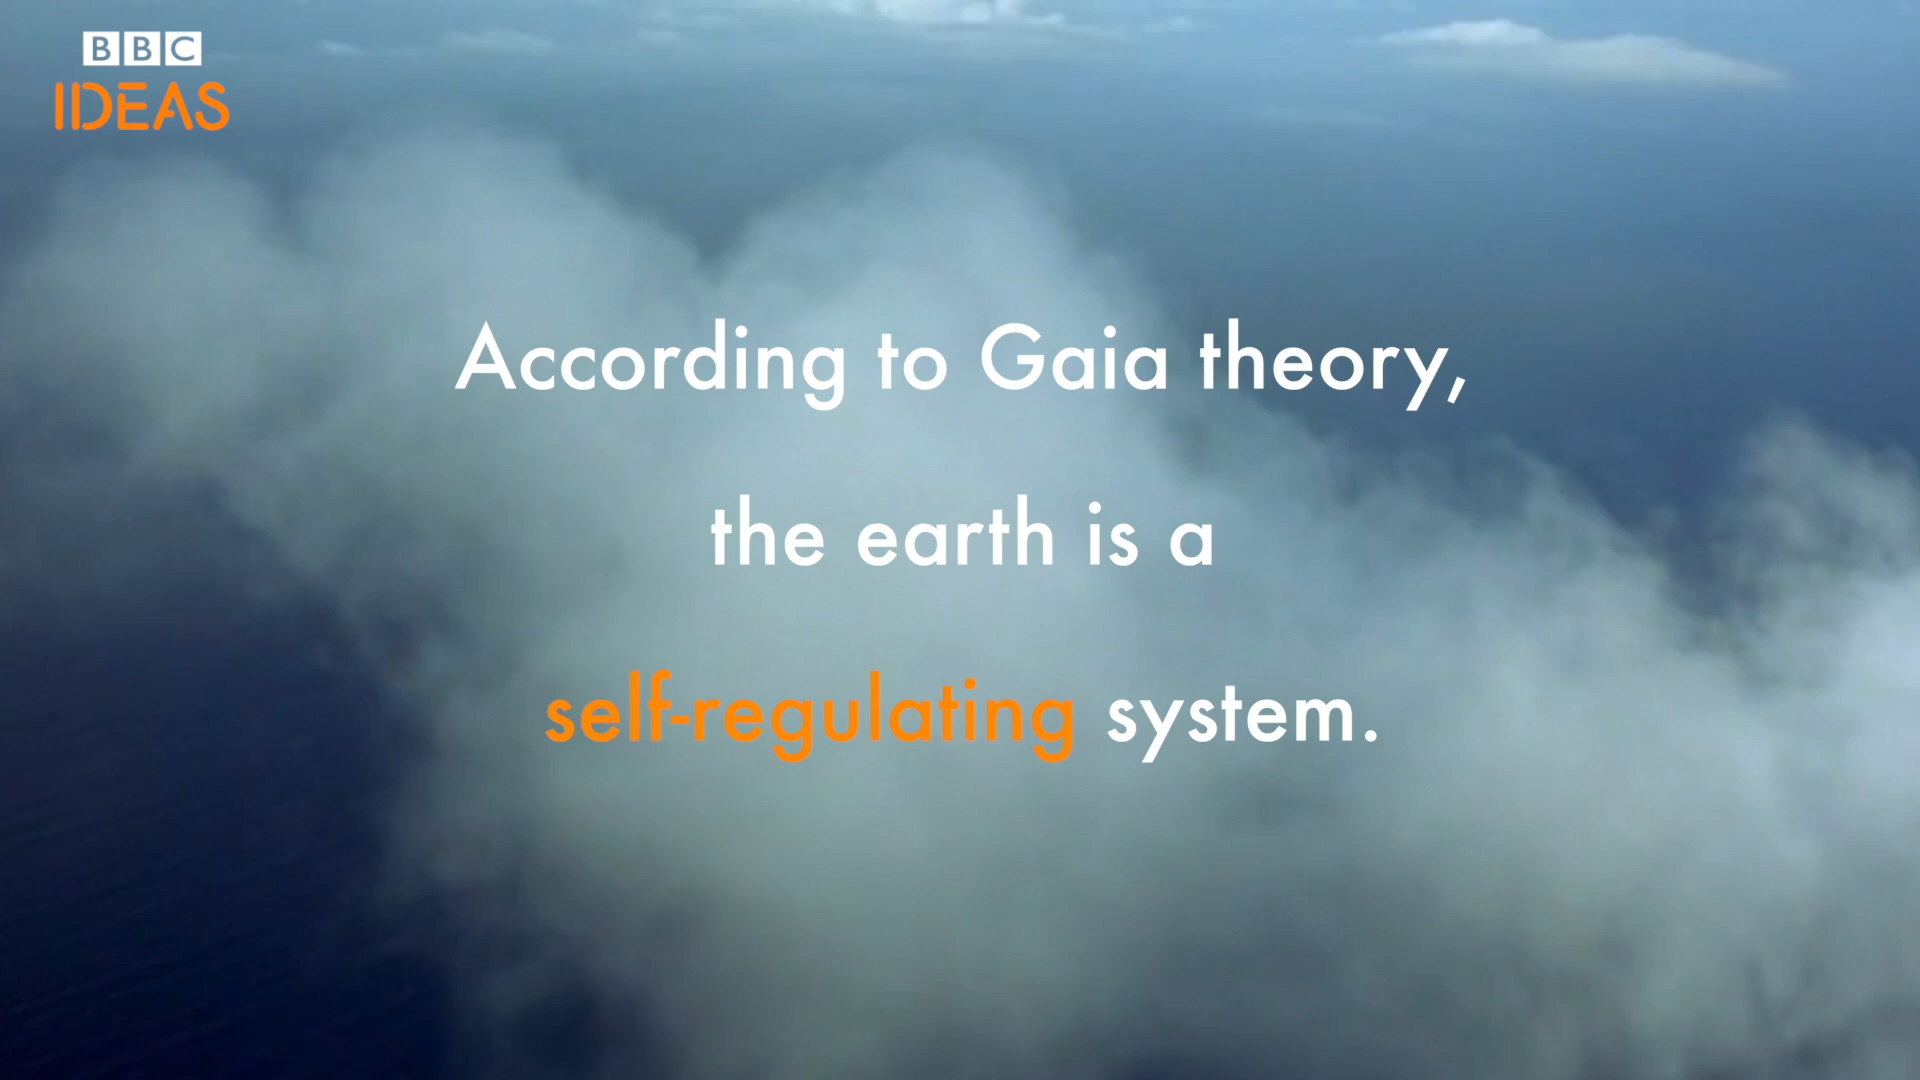 BBC
IDEAS
According to Gaia theory,
the earth is a
self-regulating system.